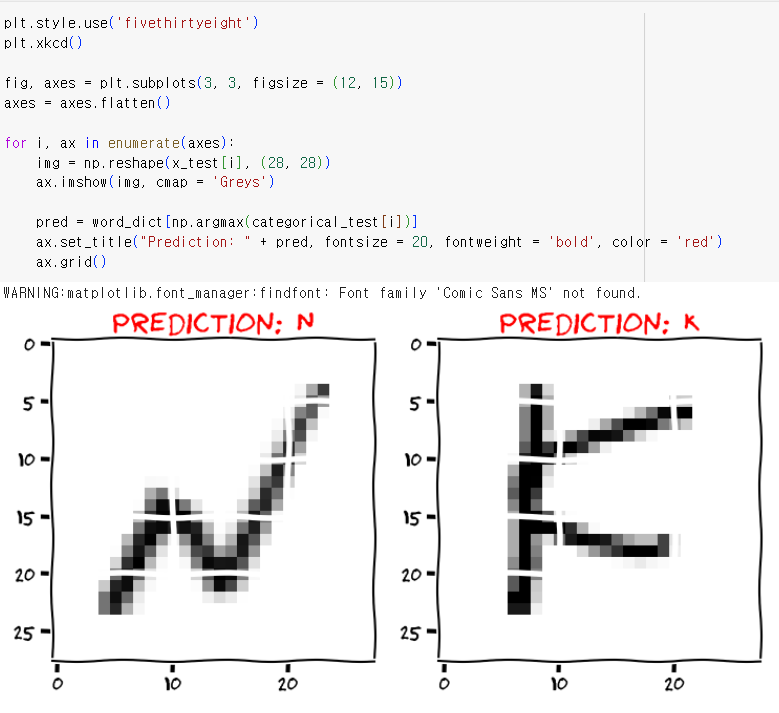 plt.style.use('fivethirtyeight')
plt.xkcd()
fig, axes = plt.subplots(3, 3, figsize = (12, 15))
axes = axes.flatten()
for i, ax in enumerate(axes):
    img = np.reshape(x_test[i], (28, 28))
    ax.imshow(img, cmap = 'Greys')
    pred = word_dict[np.argmax(categorical_test[i])]
    ax.set_title("Prediction: " + pred, fontsize = 20, fontweight = 'bold', color = 'red')
    ax.grid()
WARNING:matplotlib.font_manager:findfont: Font family 'Comic Sans MS' not found.
PREDICTION: N
0
5
10
15
20
25
0 10 20
PREDICTION: K
0
5
10
15
20
25
0 10 20